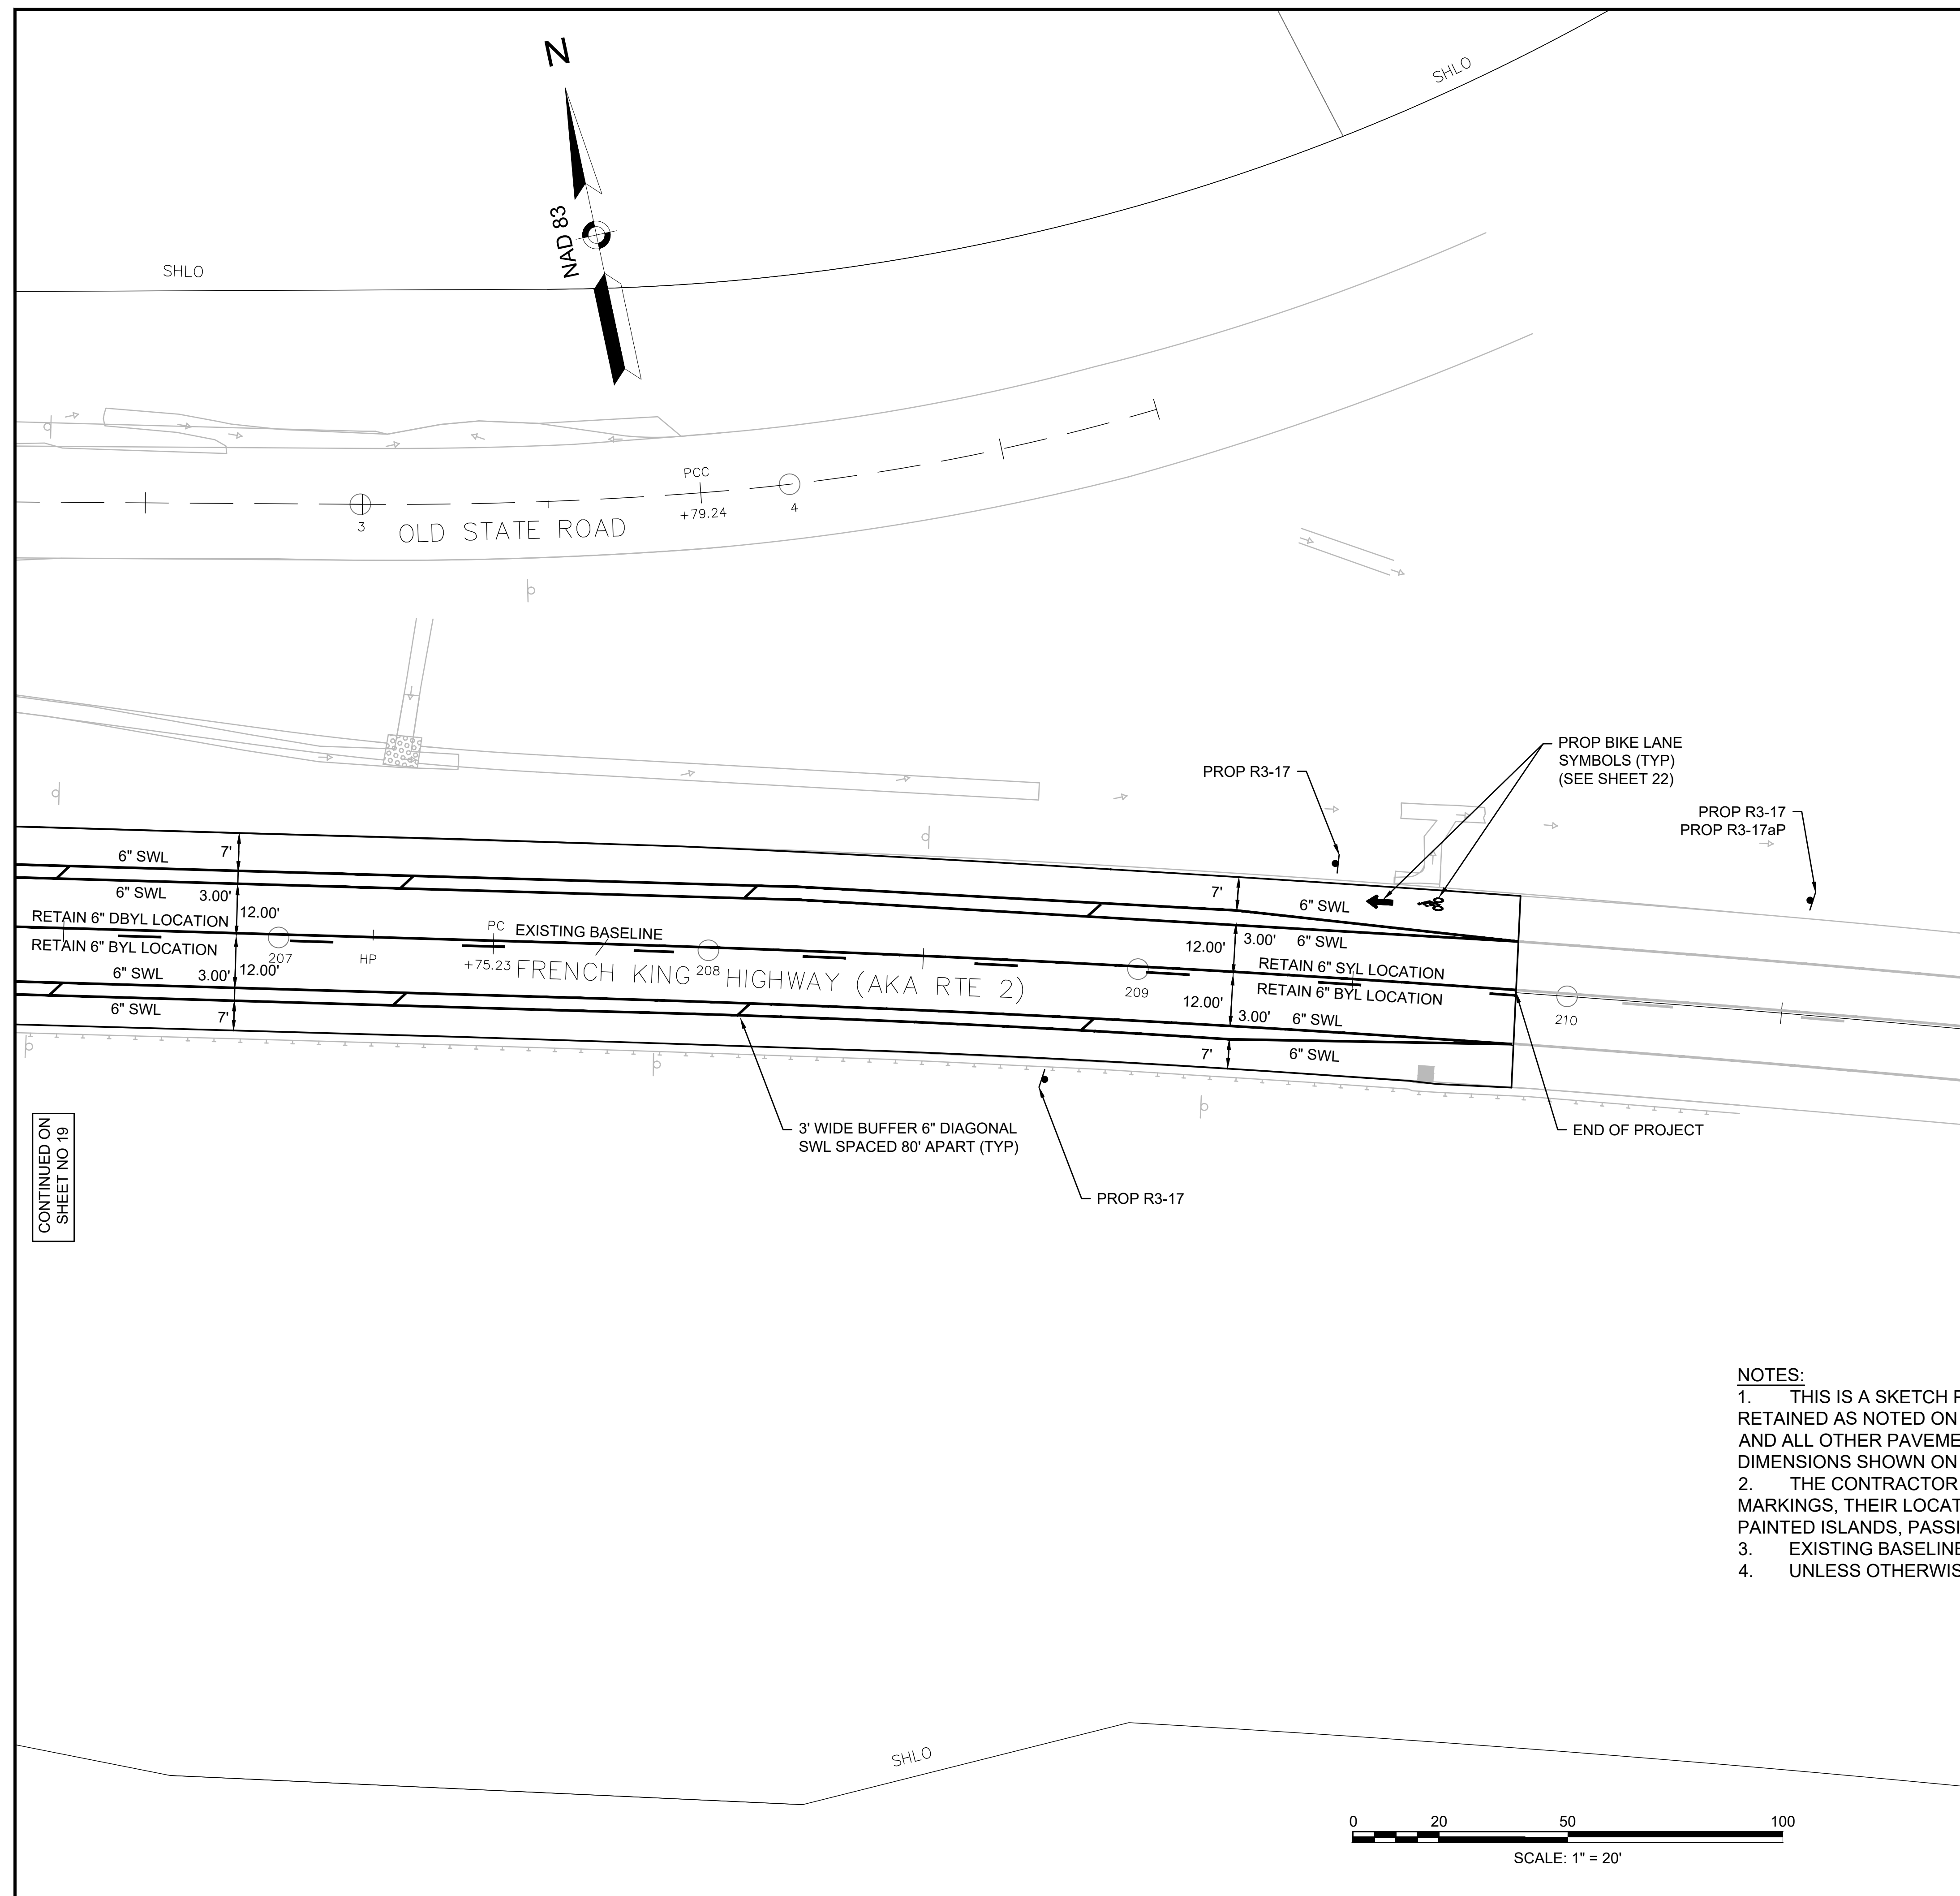 N
SHLO
NAD 83
SHLO
PCC
+79.24
3
4
OLD STATE ROAD
PROP BIKE LANE
SYMBOLS (TYP)
(SEE SHEET 22)
PROP R3-17
PROP R3-17
PROP R3-17aP
6" SWL
7'
6" SWL
3.00'
RETAIN 6" DBYL LOCATION
12.00'
RETAIN 6" BYL LOCATION
207
HP
PC
+75.23
EXISTING BASELINE
208
FRENCH KING HIGHWAY (AKA RTE 2)
6" SWL
3.00'
12.00'
6" SWL
7'
7'
6" SWL
12.00'
3.00'
6" SWL
RETAIN 6" SYL LOCATION
209
RETAIN 6" BYL LOCATION
12.00'
3.00'
6" SWL
7'
6" SWL
210
END OF PROJECT
3' WIDE BUFFER 6" DIAGONAL
SWL SPACED 80' APART (TYP)
PROP R3-17
CONTINUED ON
SHEET NO 19
NOTES:
1. THIS IS A SKETCH
RETAINED AS NOTED ON
AND ALL OTHER PAVEME
DIMENSIONS SHOWN ON
2. THE CONTRACTOR
MARKINGS, THEIR LOCAT
PAINTED ISLANDS, PASSI
3. EXISTING BASELINE
4. UNLESS OTHERWIS
SHLO
0 20 50 100
SCALE: 1" = 20'